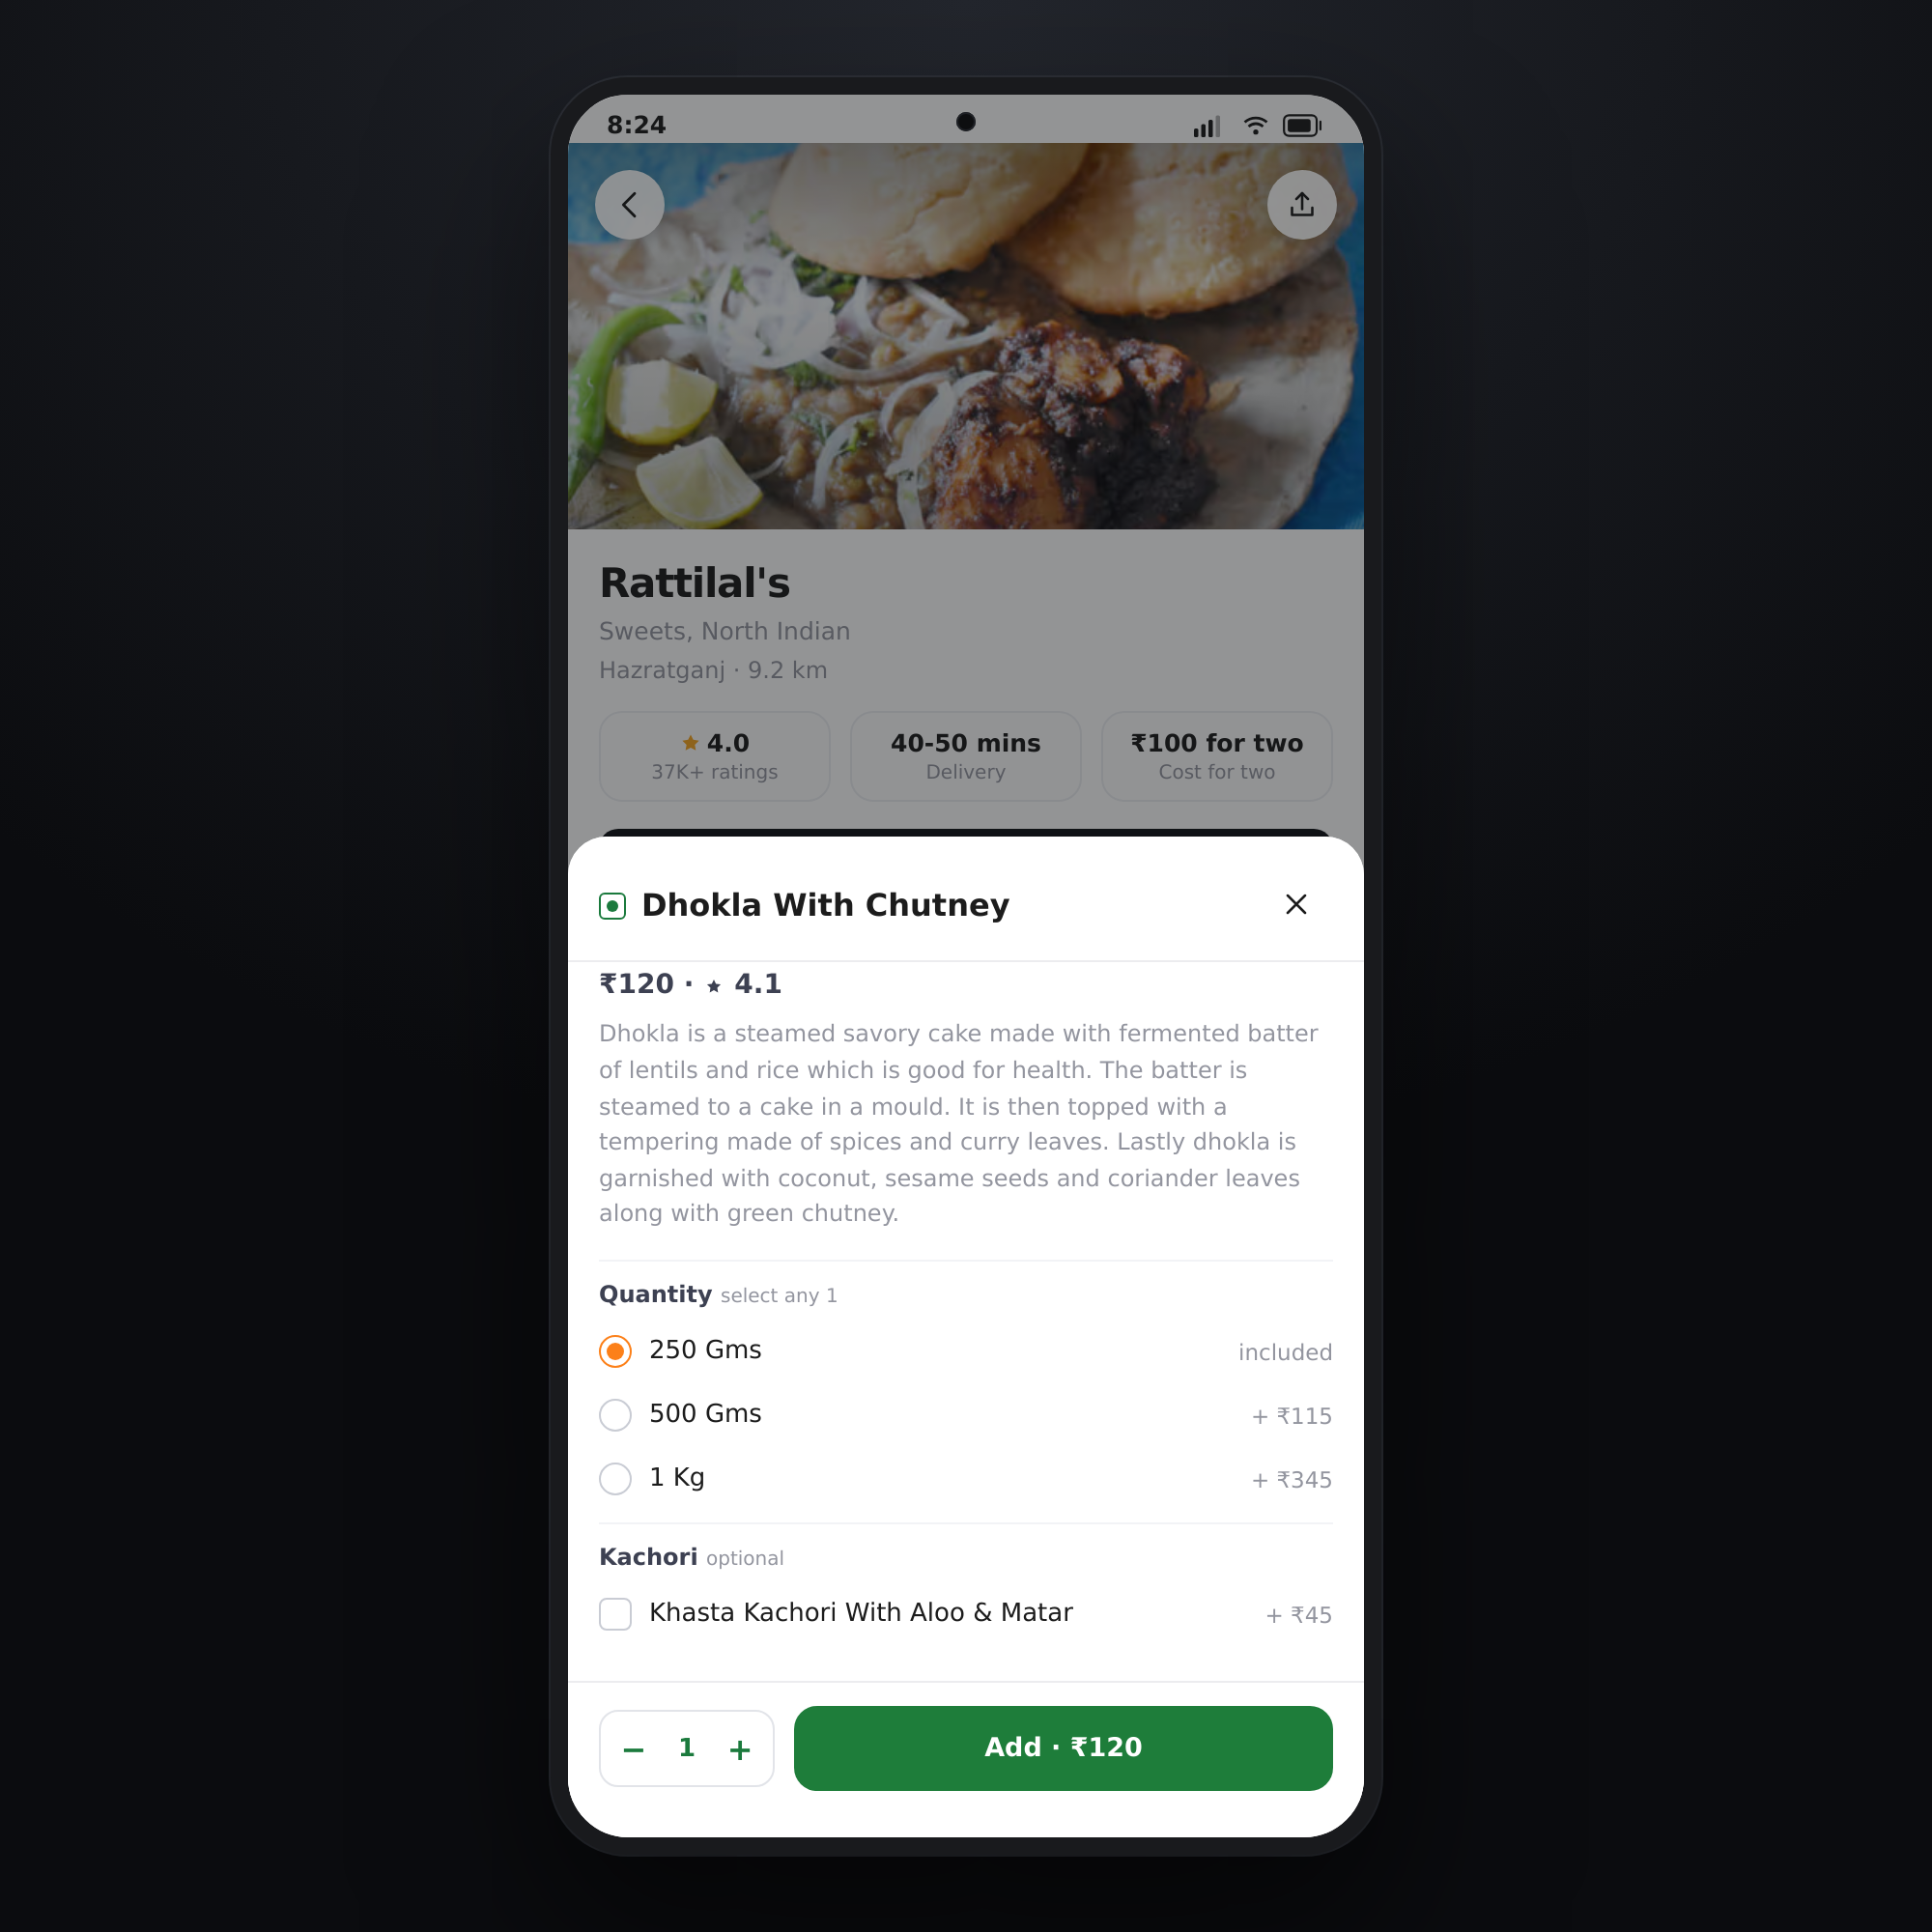 8:24
Rattilal's
Sweets, North Indian
Hazratganj · 9.2 km
★ 4.0
37K+ ratings
40-50 mins
Delivery
₹100 for two
Cost for two
Dhokla With Chutney
₹120 · ★ 4.1
Dhokla is a steamed savory cake made with fermented batter
of lentils and rice which is good for health. The batter is
steamed to a cake in a mould. It is then topped with a
tempering made of spices and curry leaves. Lastly dhokla is
garnished with coconut, sesame seeds and coriander leaves
along with green chutney.
Quantity select any 1
250 Gms included
500 Gms + ₹115
1 Kg + ₹345
Kachori optional
Khasta Kachori With Aloo & Matar + ₹45
− 1 +
Add · ₹120